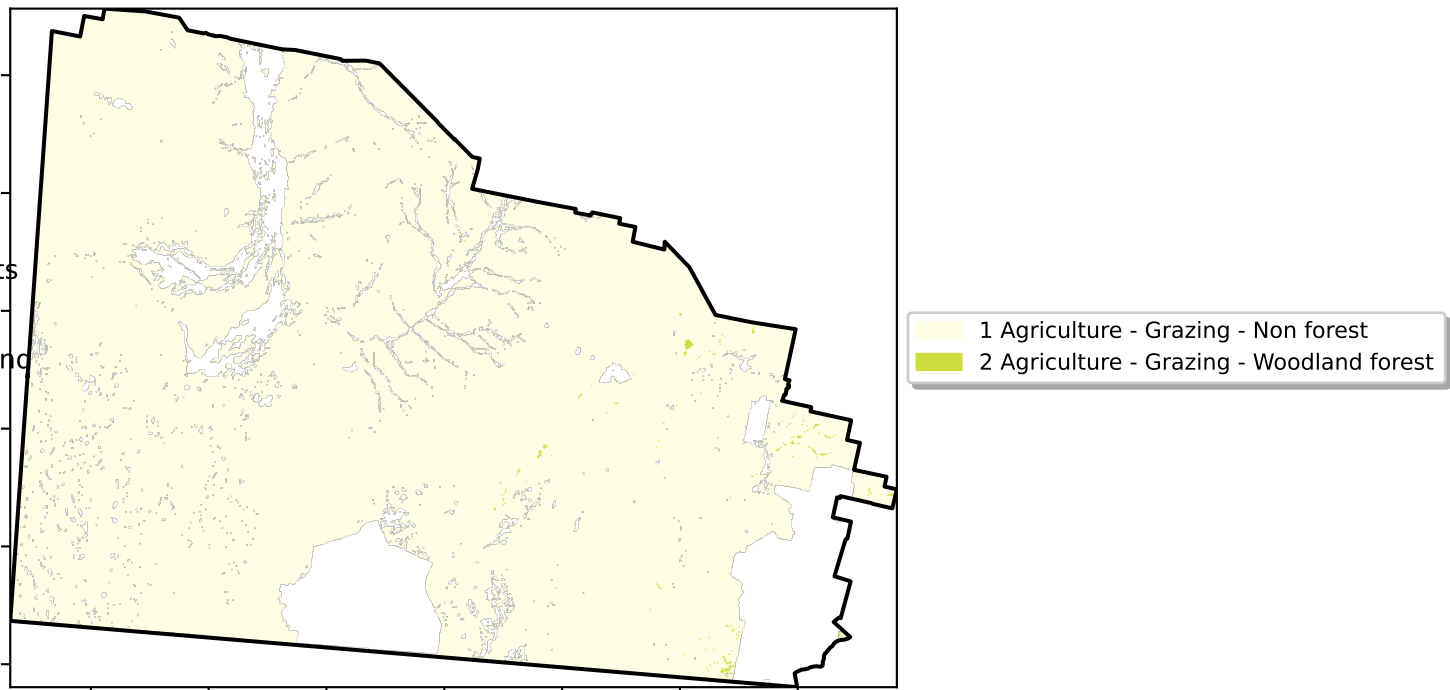 1 Agriculture - Grazing - Non forest
2 Agriculture - Grazing - Woodland forest